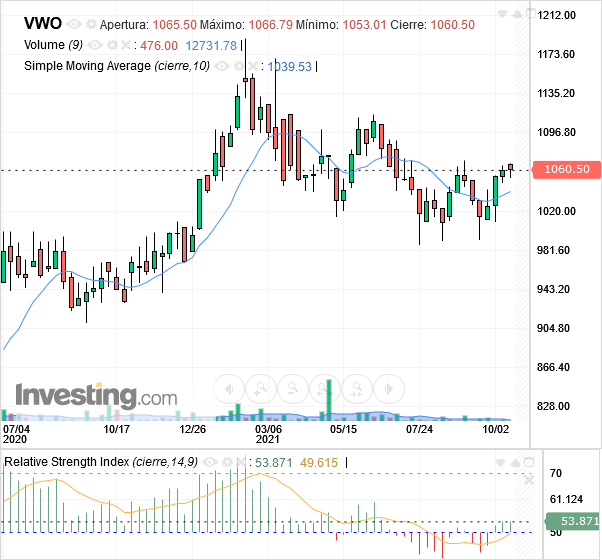 VWO Apertura: 1065.50 Máximo: 1066.79 Mínimo: 1053.01 Cierre: 1060.50
Volume (9) : 476.00 12731.78
Simple Moving Average (cierre,10) : 1039.53
1212.00
1173.60
1135.20
1096.80
1060.50
1020.00
981.60
943.20
904.80
866.40
828.00
Investing.com
07/04 10/17 12/26 03/06 05/15 07/24 10/02
2020 2021
Relative Strength Index (cierre,14,9) : 53.871 49.615
70
61.124
53.871
50